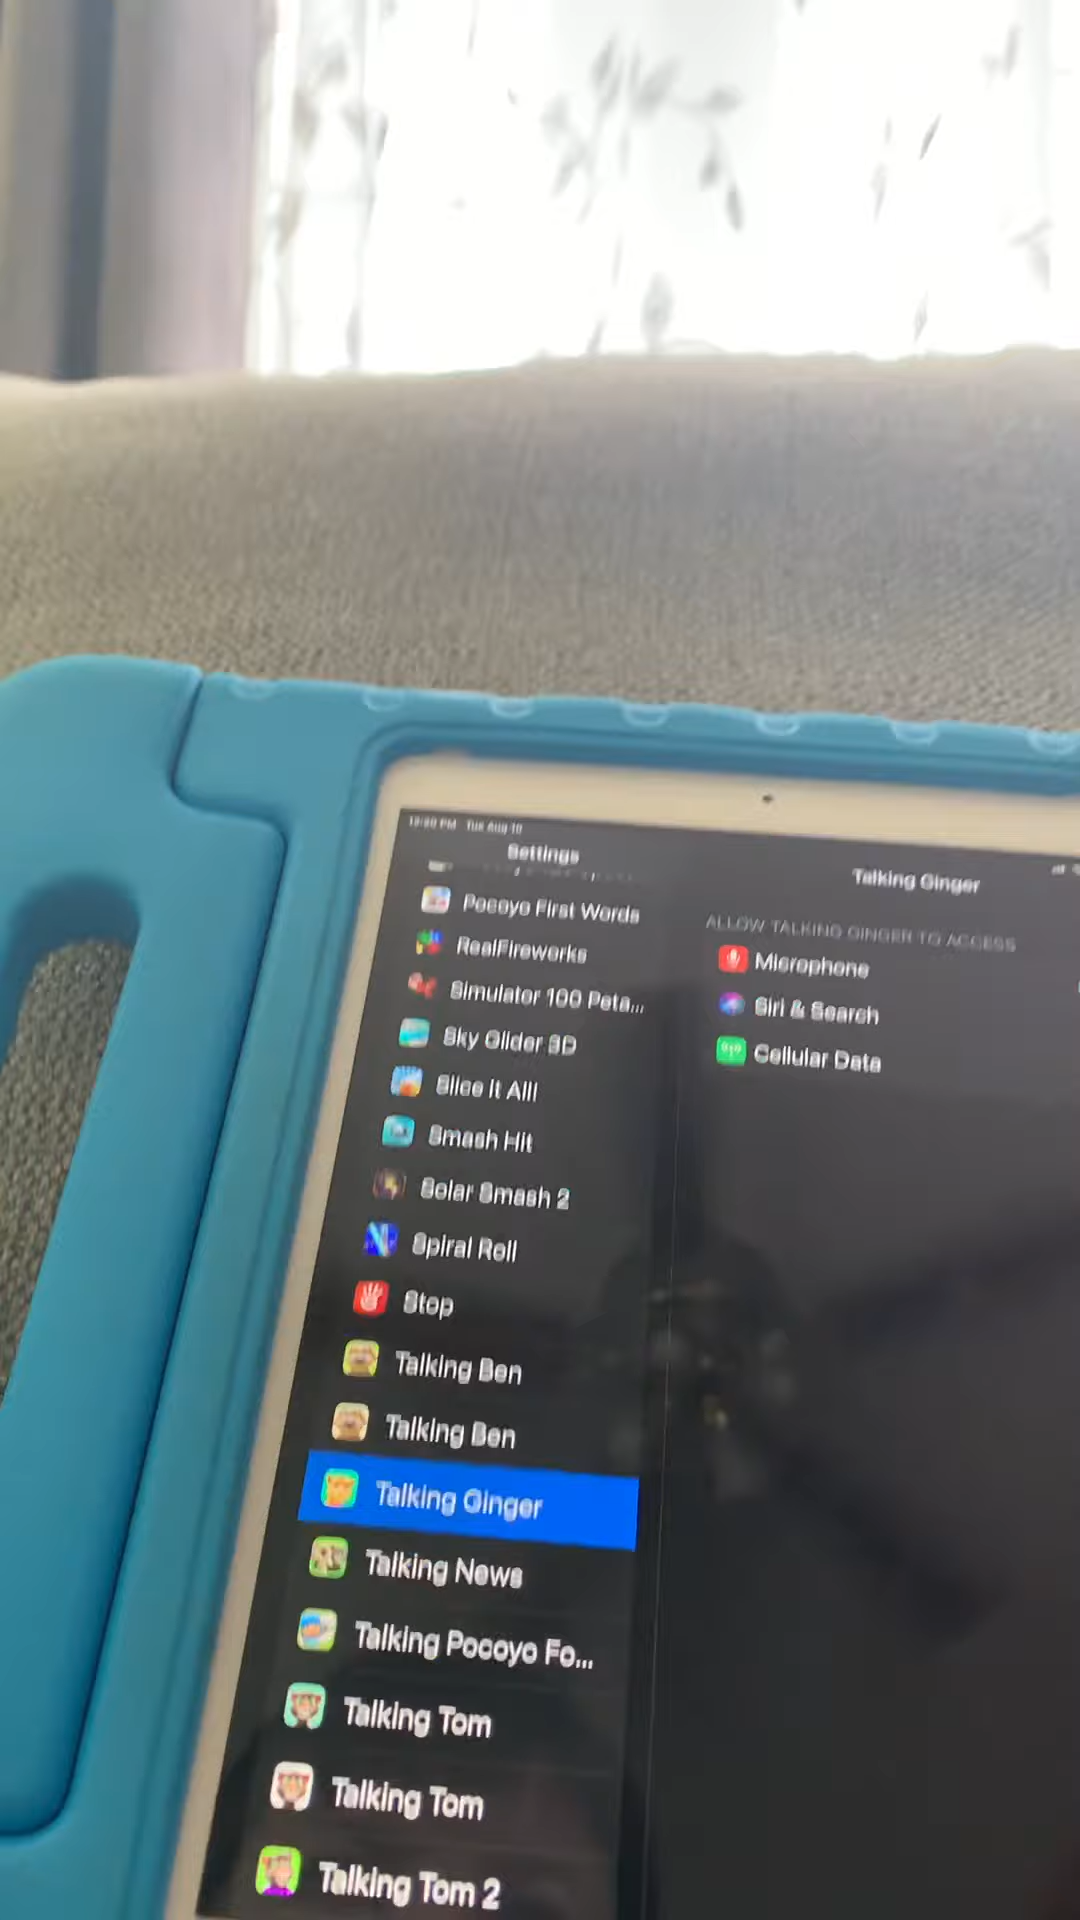 Tue Aug
Settings
Pocoyo First Words
RealFireworks
Simulator 100 Peta...
Sky Glider 3D
Slice It All!
Smash Hit
Solar Smash 2
Spiral Roll
Stop
Talking Ben
Talking Ben
Talking Ginger
Talking News
Talking Pocoyo Fo...
Talking Tom
Talking Tom
Talking Tom 2
Talking Ginger
ALLOW TALKING GINGER TO ACCESS
Microphone
Siri & Search
Cellular Data